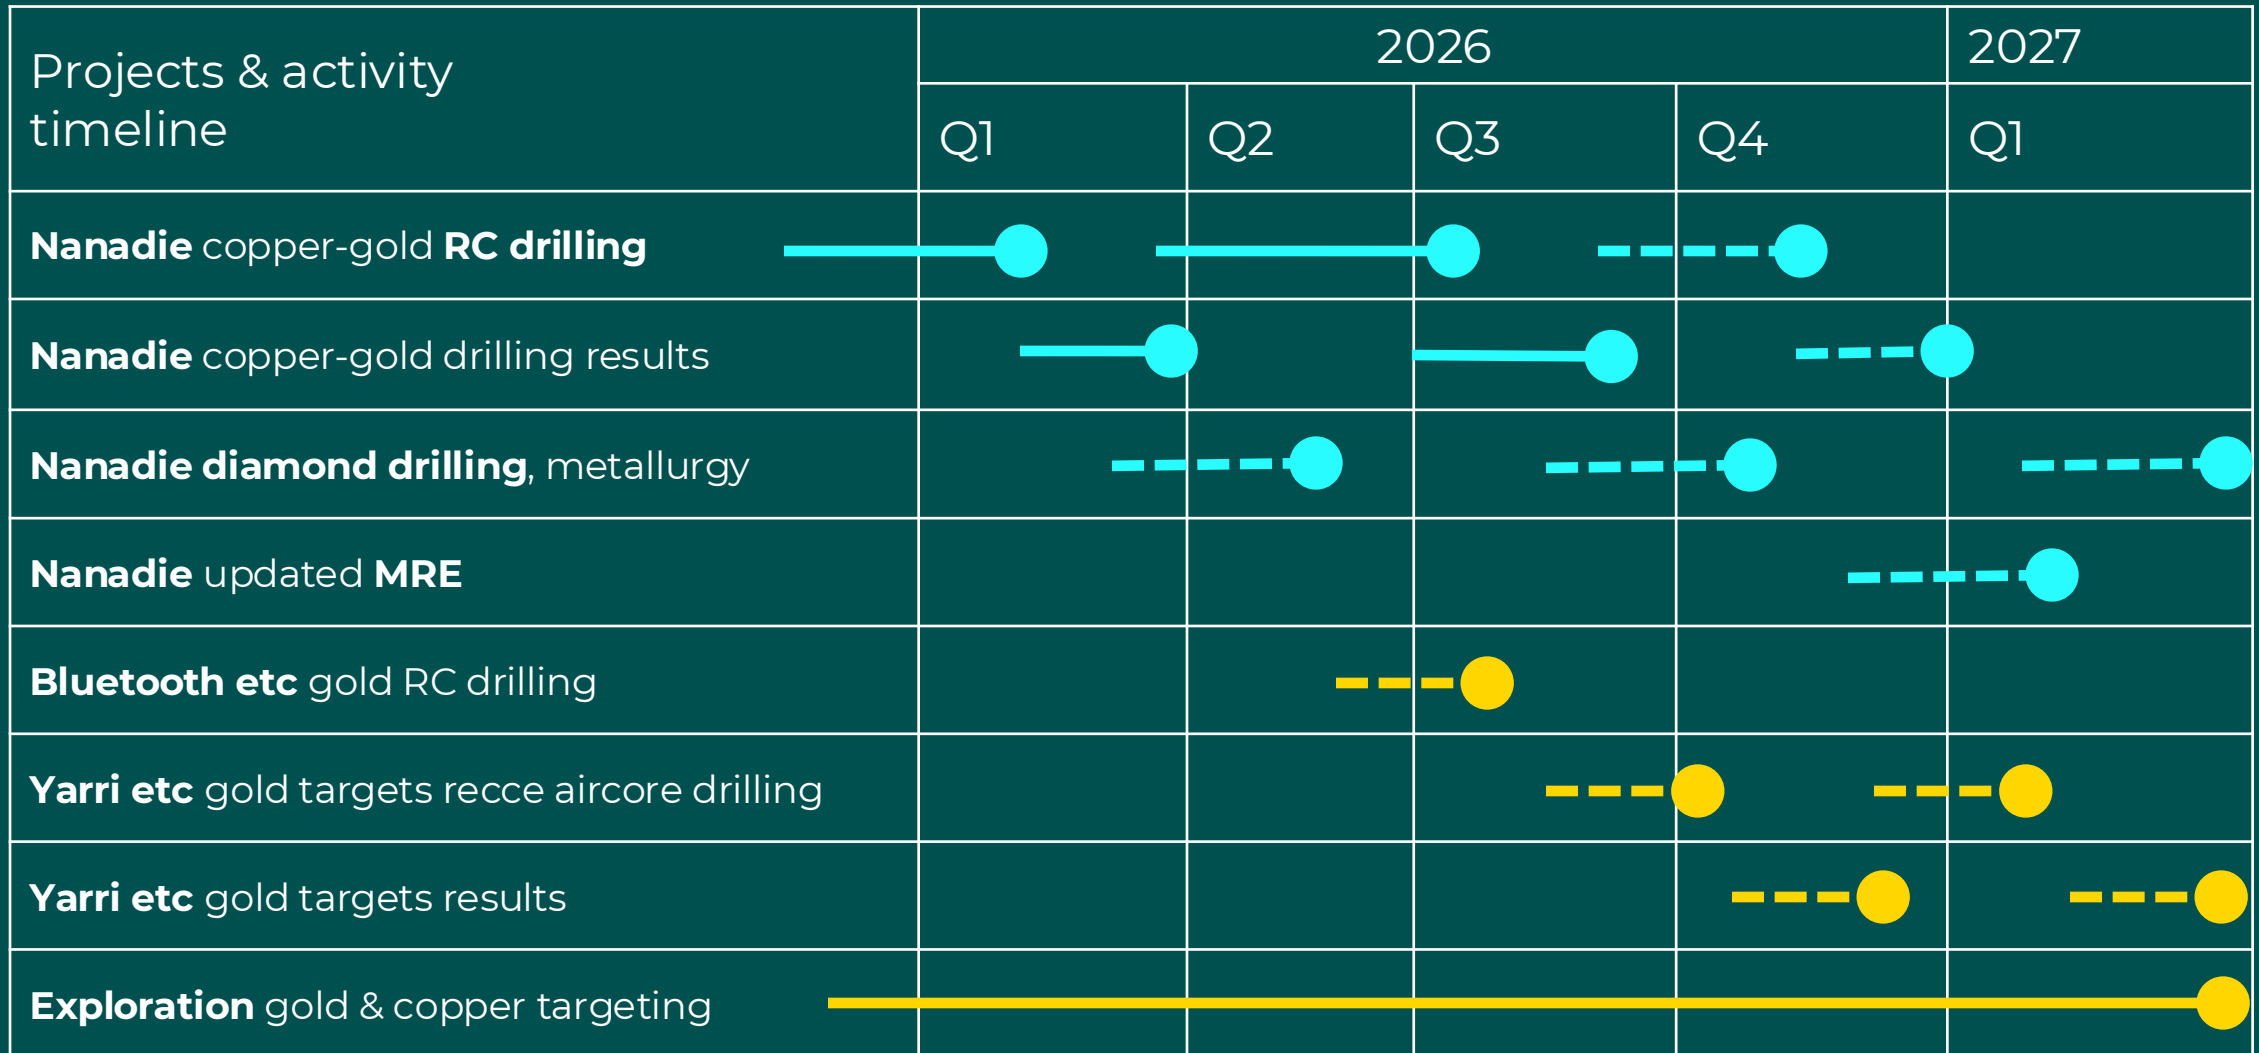 Projects & activity
timeline
2026
2027
Q1
Q2
Q3
Q4
Q1
Nanadie copper-gold RC drilling
Nanadie copper-gold drilling results
Nanadie diamond drilling, metallurgy
Nanadie updated MRE
Bluetooth etc gold RC drilling
Yarri etc gold targets recce aircore drilling
Yarri etc gold targets results
Exploration gold & copper targeting